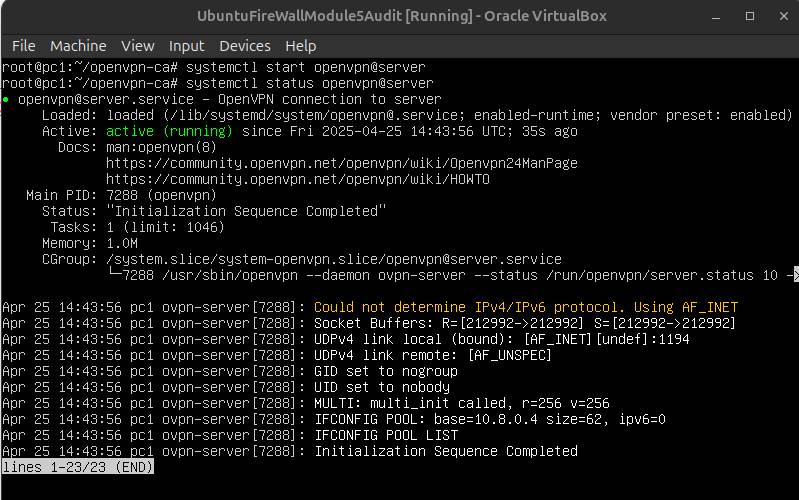 UbuntuFireWallModule5Audit [Running] - Oracle VirtualBox
File Machine View Input Devices Help
root@pc1:~/openvpn-ca# systemctl start openvpn@server
root@pc1:~/openvpn-ca# systemctl status openvpn@server
● openvpn@server.service - OpenVPN connection to server
Loaded: loaded (/lib/systemd/system/openvpn@.service; enabled-runtime; vendor preset: enabled)
Active: active (running) since Fri 2025-04-25 14:43:56 UTC; 35s ago
Docs: man:openvpn(8)
https://community.openvpn.net/openvpn/wiki/Openvpn24ManPage
https://community.openvpn.net/openvpn/wiki/HOWTO
Main PID: 7288 (openvpn)
Status: "Initialization Sequence Completed"
Tasks: 1 (limit: 1046)
Memory: 1.0M
CGroup: /system.slice/system-openvpn.slice/openvpn@server.service
└─7288 /usr/sbin/openvpn --daemon ovpn-server --status /run/openvpn/server.status 10 ->
Apr 25 14:43:56 pc1 ovpn-server[7288]: Could not determine IPv4/IPv6 protocol. Using AF_INET
Apr 25 14:43:56 pc1 ovpn-server[7288]: Socket Buffers: R=[212992->212992] S=[212992->212992]
Apr 25 14:43:56 pc1 ovpn-server[7288]: UDPv4 link local (bound): [AF_INET][undef]:1194
Apr 25 14:43:56 pc1 ovpn-server[7288]: UDPv4 link remote: [AF_UNSPEC]
Apr 25 14:43:56 pc1 ovpn-server[7288]: GID set to nogroup
Apr 25 14:43:56 pc1 ovpn-server[7288]: UID set to nobody
Apr 25 14:43:56 pc1 ovpn-server[7288]: MULTI: multi_init called, r=256 v=256
Apr 25 14:43:56 pc1 ovpn-server[7288]: IFCONFIG POOL: base=10.8.0.4 size=62, ipv6=0
Apr 25 14:43:56 pc1 ovpn-server[7288]: IFCONFIG POOL LIST
Apr 25 14:43:56 pc1 ovpn-server[7288]: Initialization Sequence Completed
lines 1-23/23 (END)